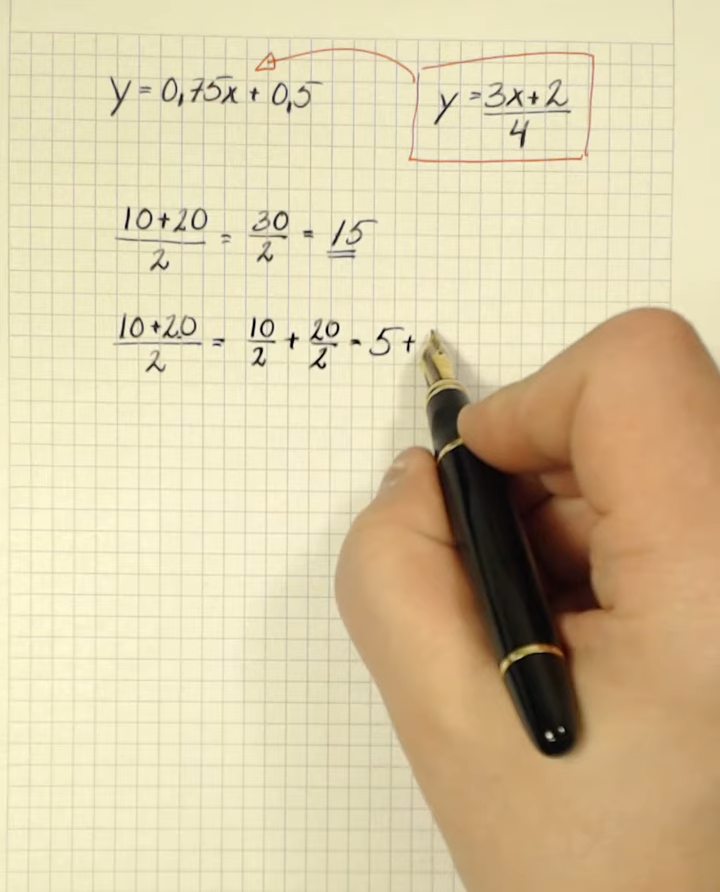 y = 0,75x + 0,5
y = (3x+2)/4
(10+20)/2 = 30/2 = 15
(10+20)/2 = 10/2 + 20/2 = 5+